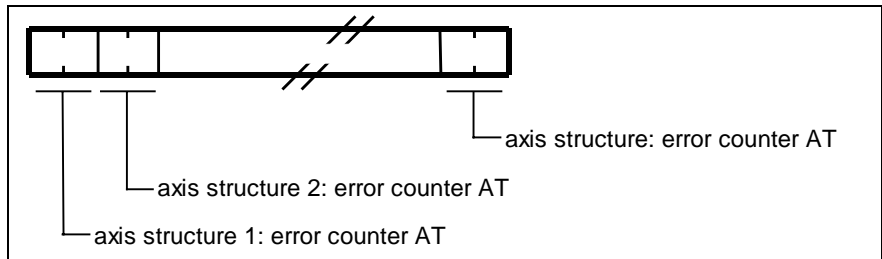 axis structure: error counter AT
axis structure 2: error counter AT
axis structure 1: error counter AT